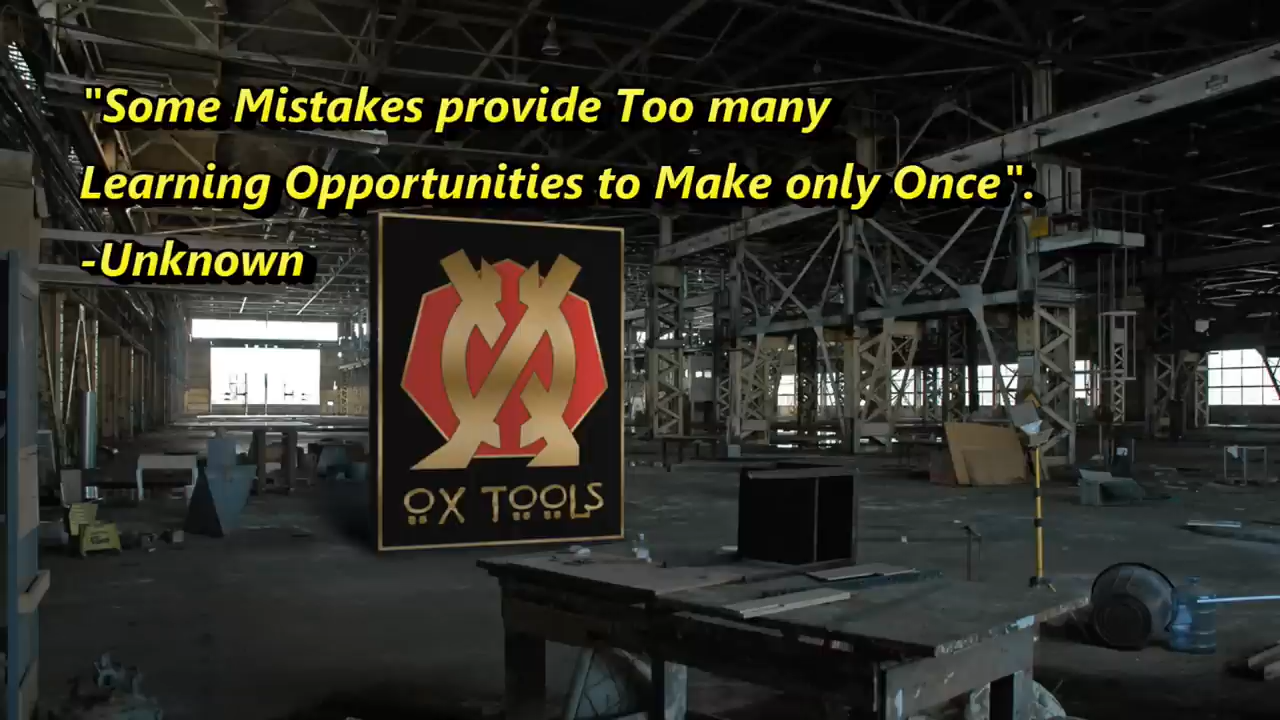 "Some Mistakes provide Too many
Learning Opportunities to Make only Once".
-Unknown
OX TOOLS